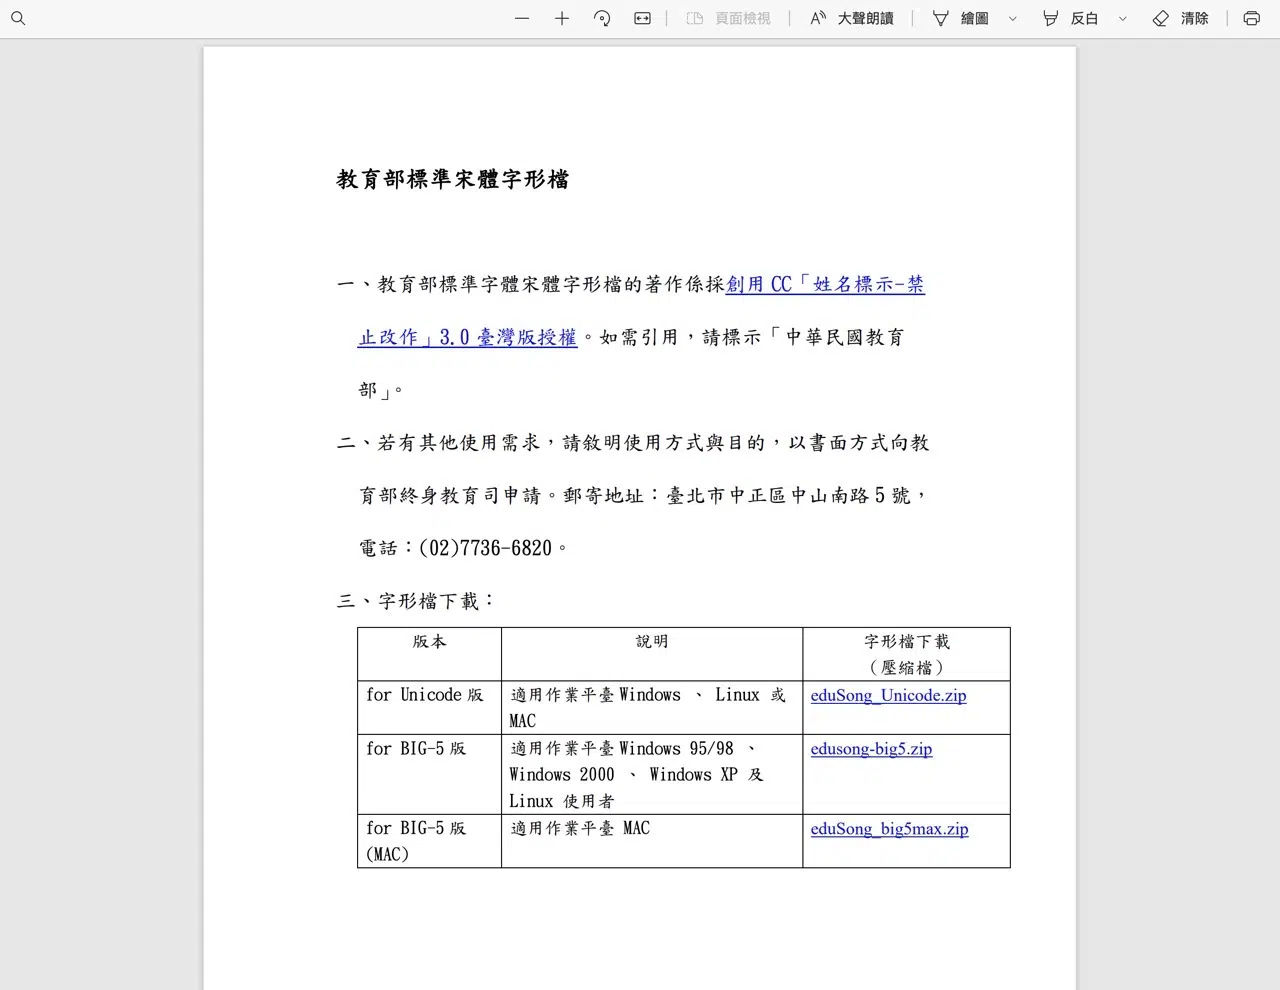 頁面檢視
大聲朗讀
繪圖
反白
清除
教育部標準宋體字形檔
一、教育部標準字體宋體字形檔的著作係採創用 CC「姓名標示-禁
止改作」3.0 臺灣版授權。如需引用，請標示「中華民國教育
部」。
二、若有其他使用需求，請敘明使用方式與目的，以書面方式向教
育部終身教育司申請。郵寄地址：臺北市中正區中山南路 5 號，
電話：(02)7736-6820。
三、字形檔下載：
版本
說明
字形檔下載
（壓縮檔）
for Unicode 版
適用作業平臺 Windows 、 Linux 或
MAC
eduSong_Unicode.zip
for BIG-5 版
適用作業平臺 Windows 95/98 、
Windows 2000 、 Windows XP 及
Linux 使用者
edusong-big5.zip
for BIG-5 版
(MAC)
適用作業平臺 MAC
eduSong_big5max.zip